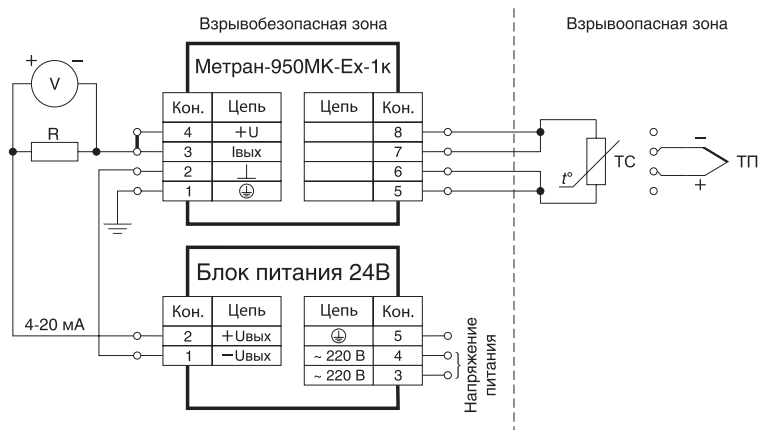 Взрывобезопасная зона
Взрывоопасная зона
Метран-950МК-Ех-1к
+ −
V
R
Кон. Цепь Цепь Кон.
4 +U 8
3 Iвых 7
2 6
1 5
t°
ТС
−
+
ТП
Блок питания 24В
Кон. Цепь Цепь Кон.
4-20 мА
2 +Uвых 5
1 −Uвых ~ 220 В 4
~ 220 В 3
Напряжение
питания